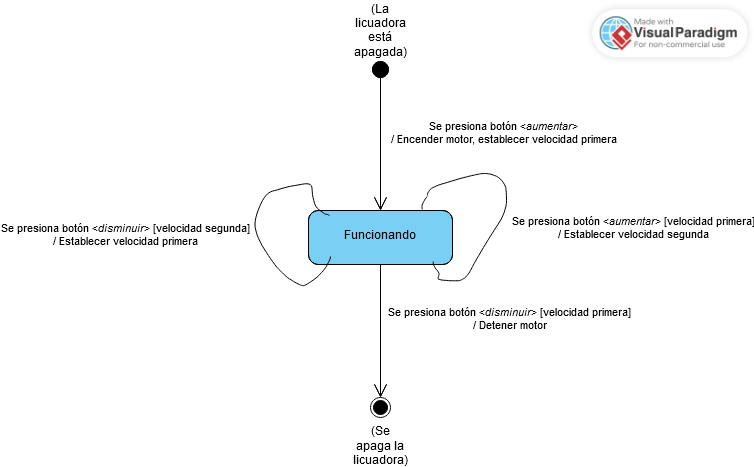 (La
licuadora
está
apagada)
Made with
VisualParadigm
For non-commercial use
Se presiona botón <aumentar>
/ Encender motor, establecer velocidad primera
Se presiona botón <disminuir> [velocidad segunda]
/ Establecer velocidad primera
Funcionando
Se presiona botón <aumentar> [velocidad primera]
/ Establecer velocidad segunda
Se presiona botón <disminuir> [velocidad primera]
/ Detener motor
(Se
apaga la
licuadora)